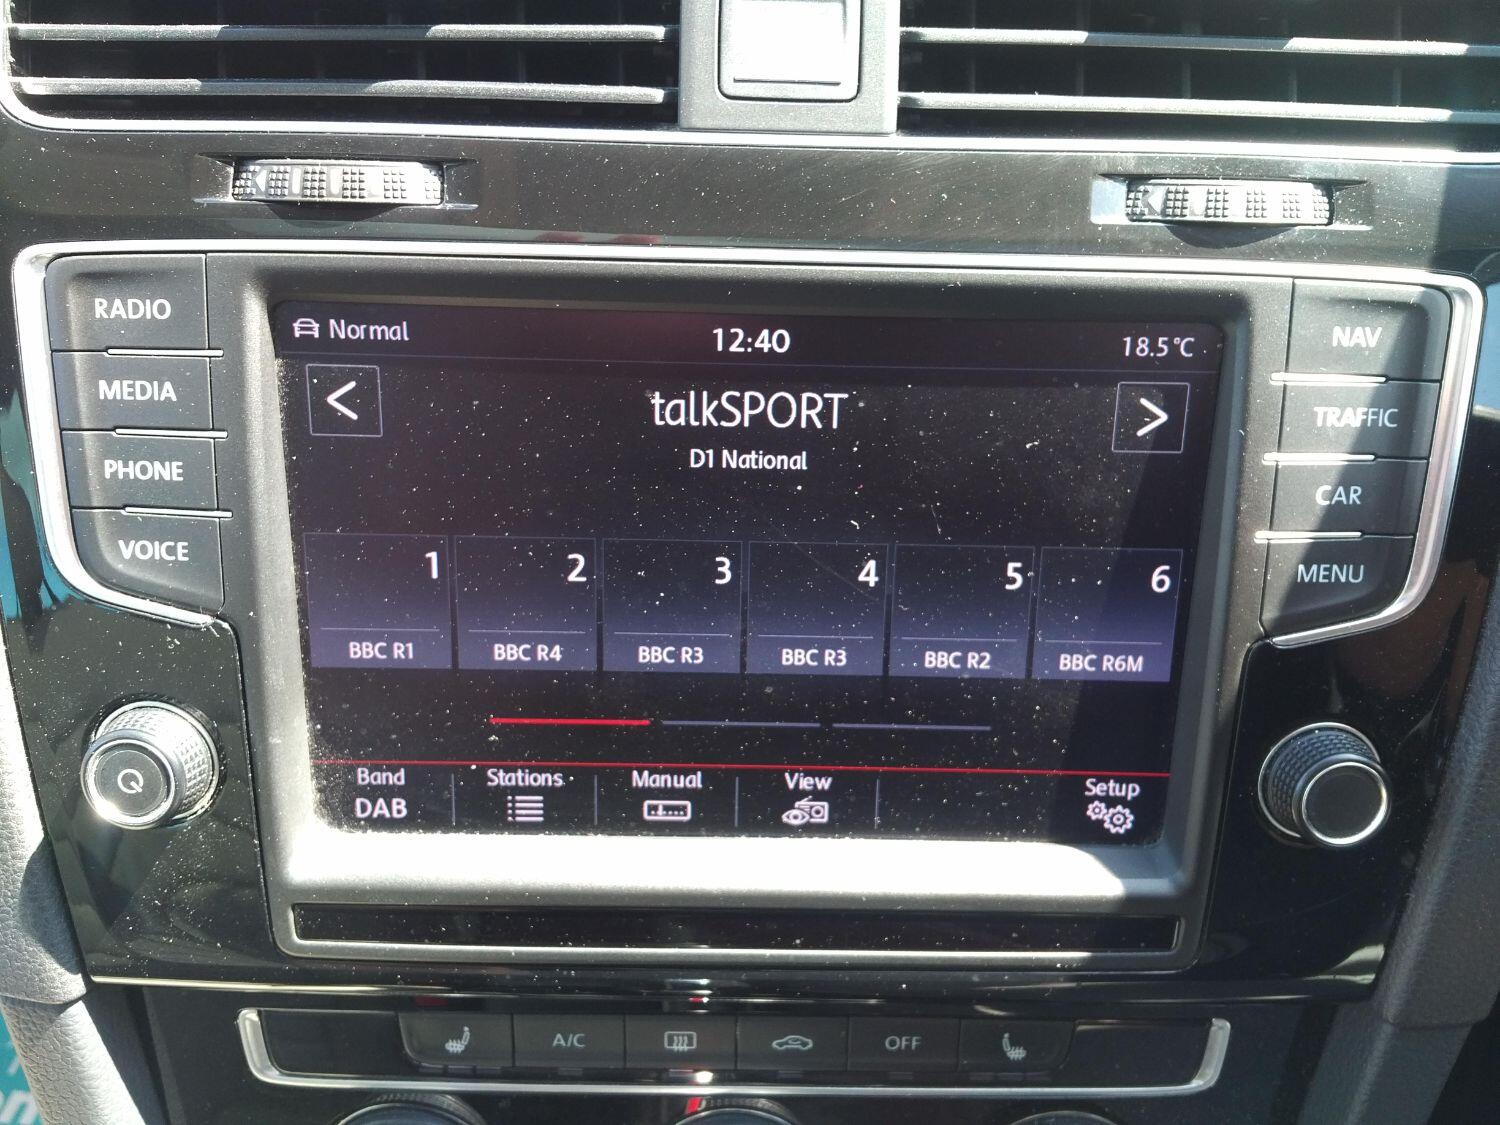 RADIO
MEDIA
PHONE
VOICE
Normal
12:40
18.5°C
<
talkSPORT
>
D1 National
1
2
3
4
5
6
BBC R1
BBC R4
BBC R3
BBC R3
BBC R2
BBC R6M
Band
Stations
Manual
View
Setup
DAB
NAV
TRAFFIC
CAR
MENU
A/C
OFF